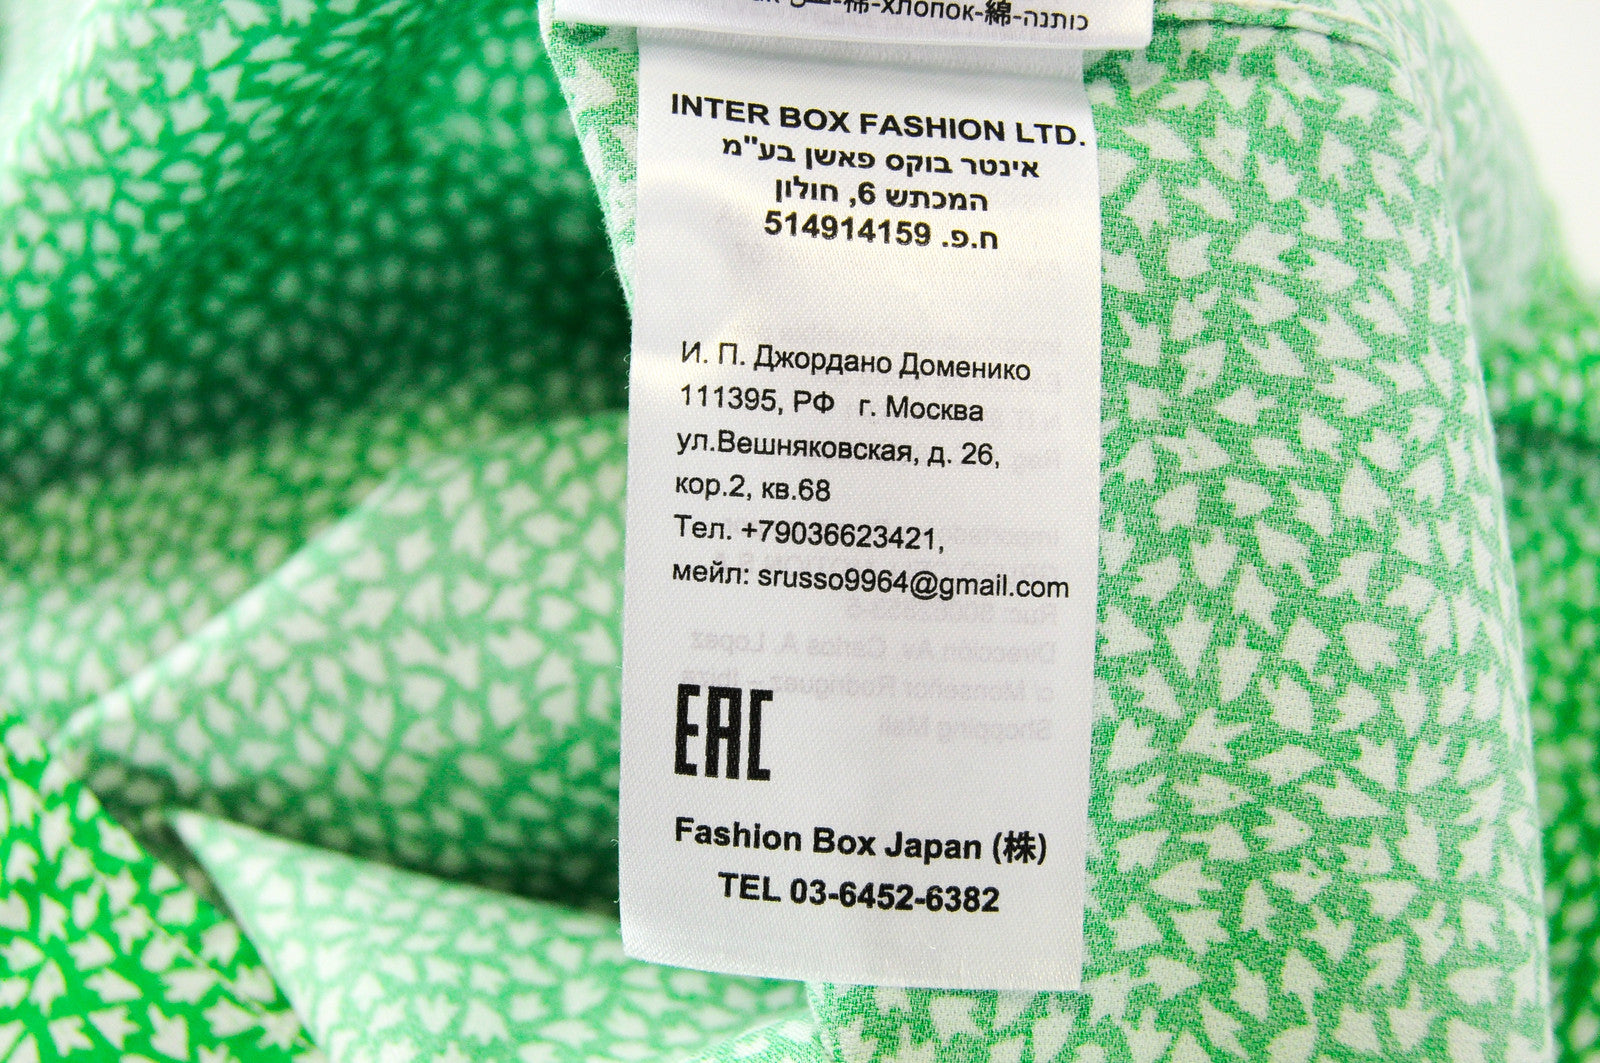 棉-хлопок-綿-כותנה
INTER BOX FASHION LTD.
אינטר בוקס פאשן בע"מ
המכתש 6, חולון
ח.פ. 514914159
И. П. Джордано Доменико
111395, РФ г. Москва
ул.Вешняковская, д. 26,
кор.2, кв.68
Тел. +79036623421,
мейл: srusso9964@gmail.com
EAC
Fashion Box Japan (株)
TEL 03-6452-6382